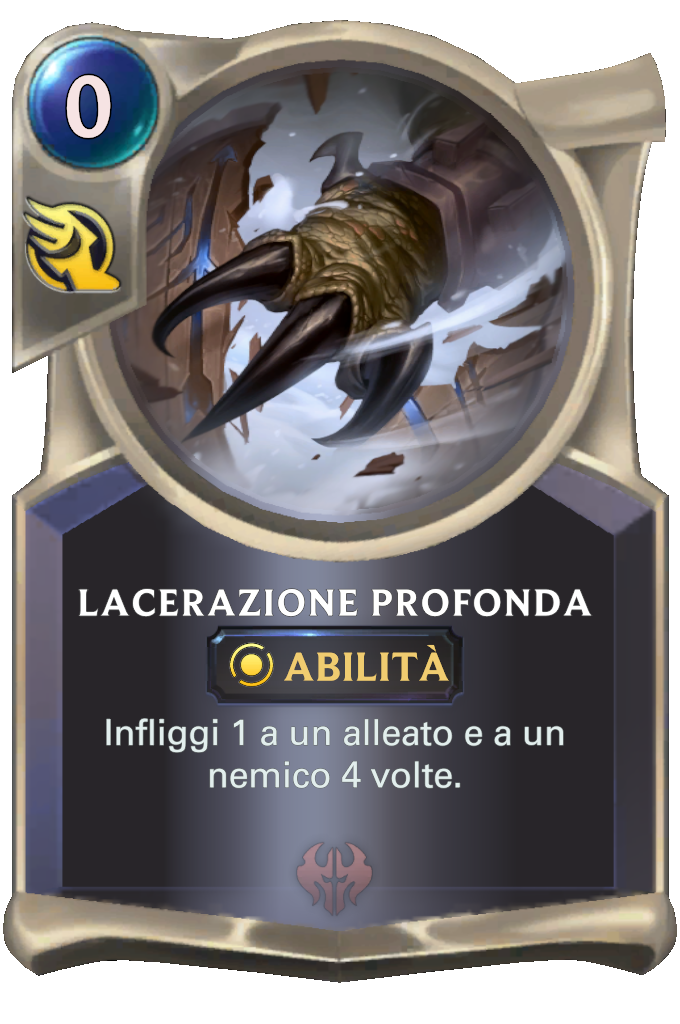 0
LACERAZIONE PROFONDA
ABILITÀ
Infliggi 1 a un alleato e a un
nemico 4 volte.